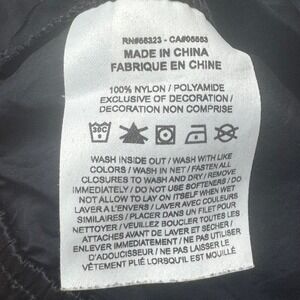 RN#56323 - CA#05553
MADE IN CHINA
FABRIQUE EN CHINE
100% NYLON / POLYAMIDE
EXCLUSIVE OF DECORATION /
DECORATION NON COMPRISE
30C
WASH INSIDE OUT / WASH WITH LIKE
COLORS / WASH IN NET / FASTEN ALL
CLOSURES TO WASH AND DRY / REMOVE
IMMEDIATELY / DO NOT USE SOFTENERS / DO
NOT ALLOW TO LAY ON ITSELF WHEN WET
LAVER A L'ENVERS / LAVER AVEC COULEURS
SIMILAIRES / PLACER DANS UN FILET POUR
NETTOYER / VEUILLEZ BOUCLER TOUTES LES
ATTACHES AVANT DE LAVER ET SÉCHER /
ENLEVER IMMEDIATEMENT / NE PAS UTILISER
D'ADOUCISSEUR / NE PAS LAISSER LE
VÊTEMENT PLIÉ LORSQU'IL EST MOUILLÉ